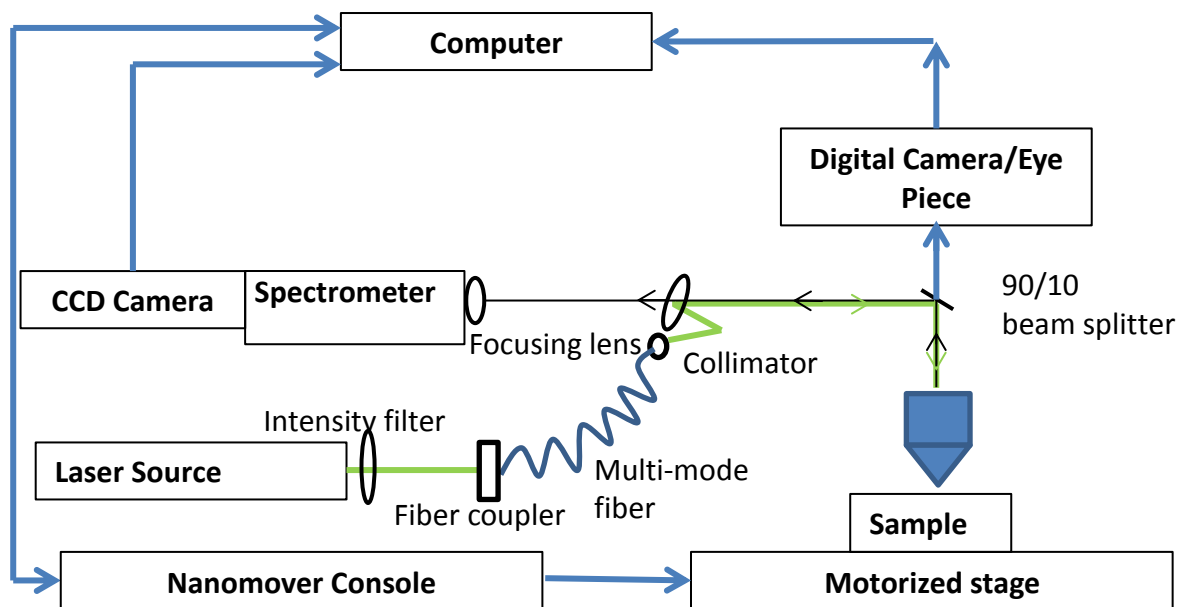 Computer
Digital Camera/Eye
Piece
CCD Camera
Spectrometer
90/10
beam splitter
Focusing lens
Collimator
Intensity filter
Laser Source
Multi-mode
fiber
Fiber coupler
Sample
Nanomover Console
Motorized stage